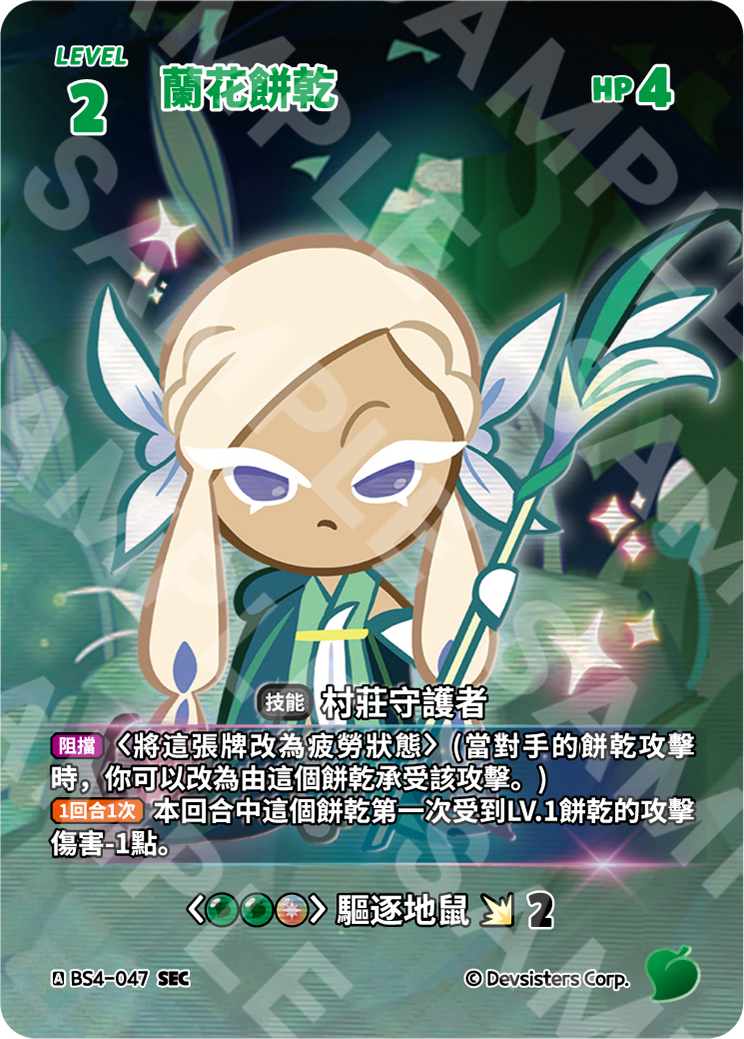 LEVEL
2
蘭花餅乾
HP 4
技能 村莊守護者
阻擋 〈將這張牌改為疲勞狀態〉(當對手的餅乾攻擊
時，你可以改為由這個餅乾承受該攻擊。)
1回合1次 本回合中這個餅乾第一次受到LV.1餅乾的攻擊
傷害-1點。
〈 〉 驅逐地鼠 2
A BS4-047 SEC
© Devsisters Corp.
SAMPLE SAMPLE SAMPLE